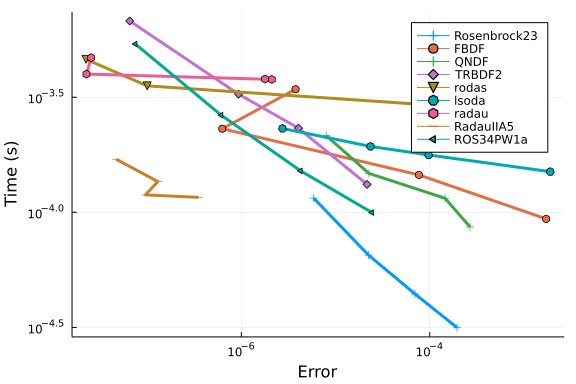 Rosenbrock23
FBDF
QNDF
TRBDF2
rodas
lsoda
radau
RadauIIA5
ROS34PW1a
10^-3.5
10^-4.0
10^-4.5
Time (s)
10^-6
10^-4
Error